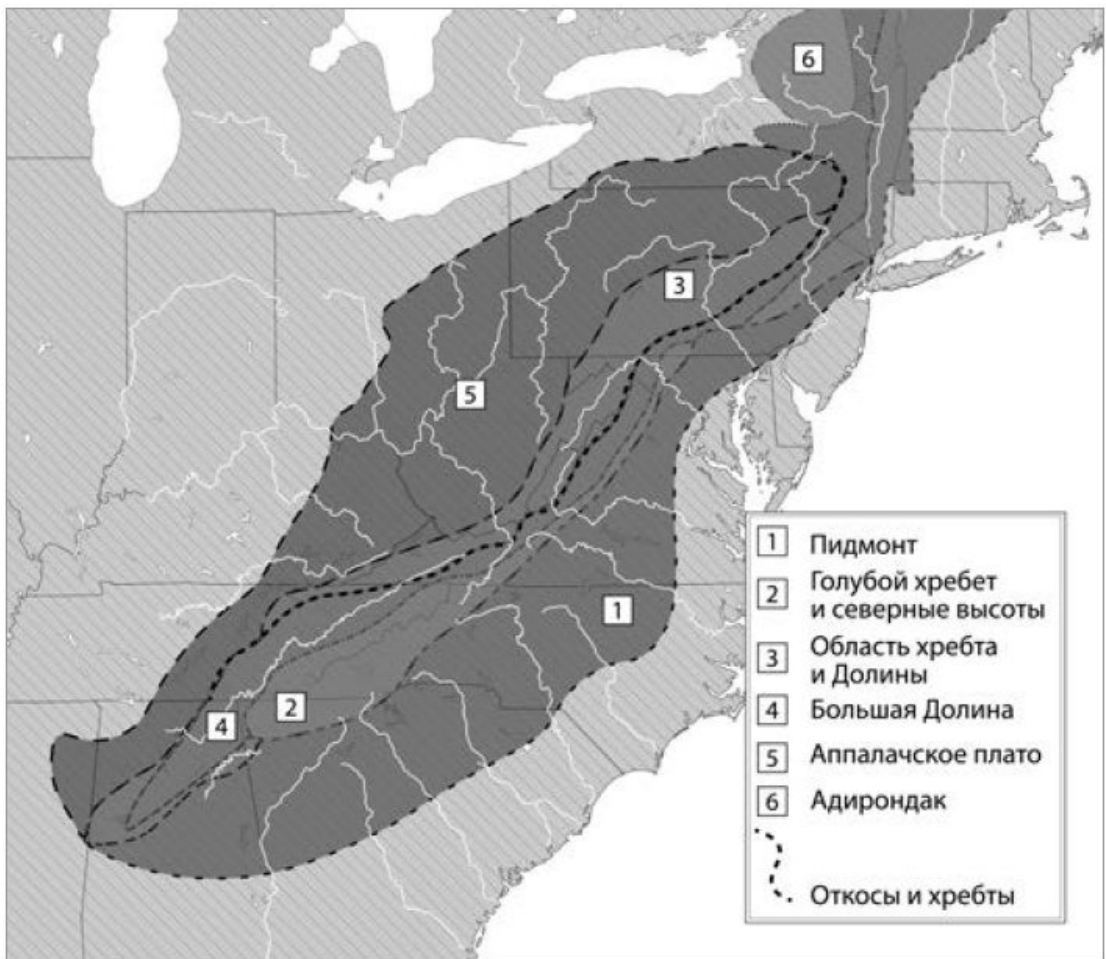 6
3
5
1
2
4
1 Пидмонт
2 Голубой хребет
и северные высоты
3 Область хребта
и Долины
4 Большая Долина
5 Аппалачское плато
6 Адирондак
Откосы и хребты